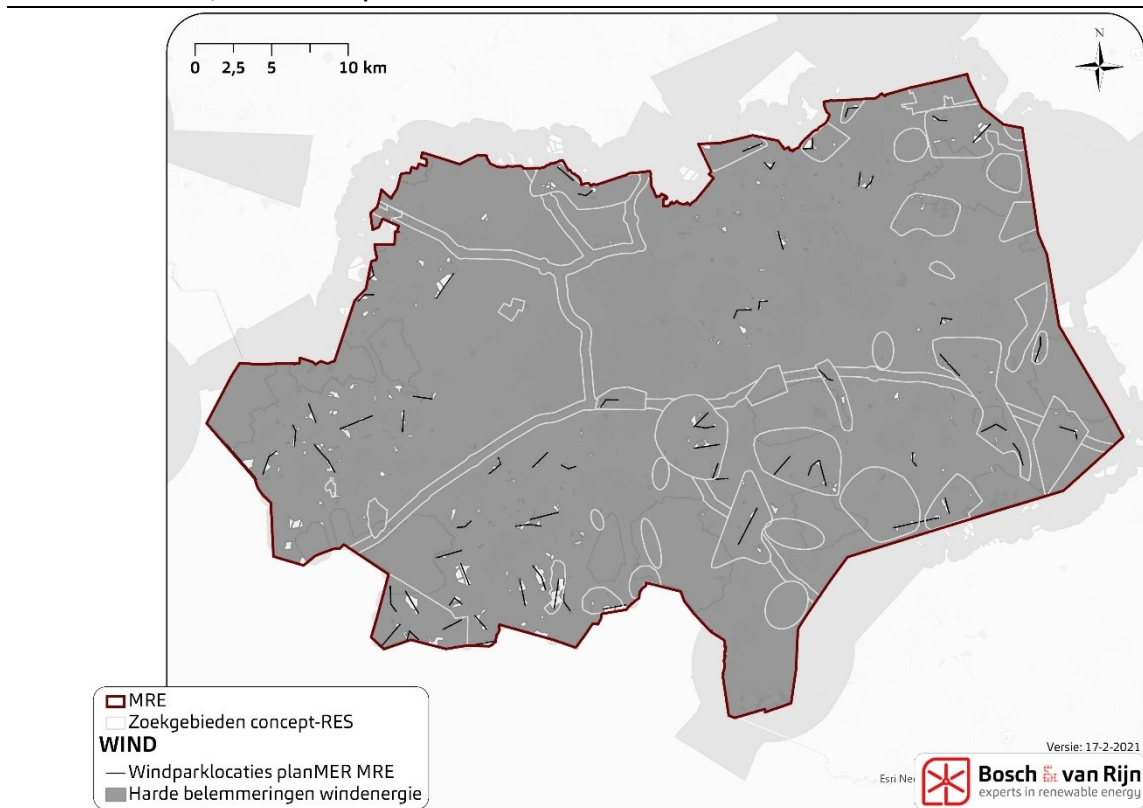 N
0 2,5 5 10 km
MRE
Zoekgebieden concept-RES
WIND
Windparklocaties planMER MRE
Harde belemmeringen windenergie
Versie: 17-2-2021
Esri
Bosch & van Rijn
experts in renewable energy